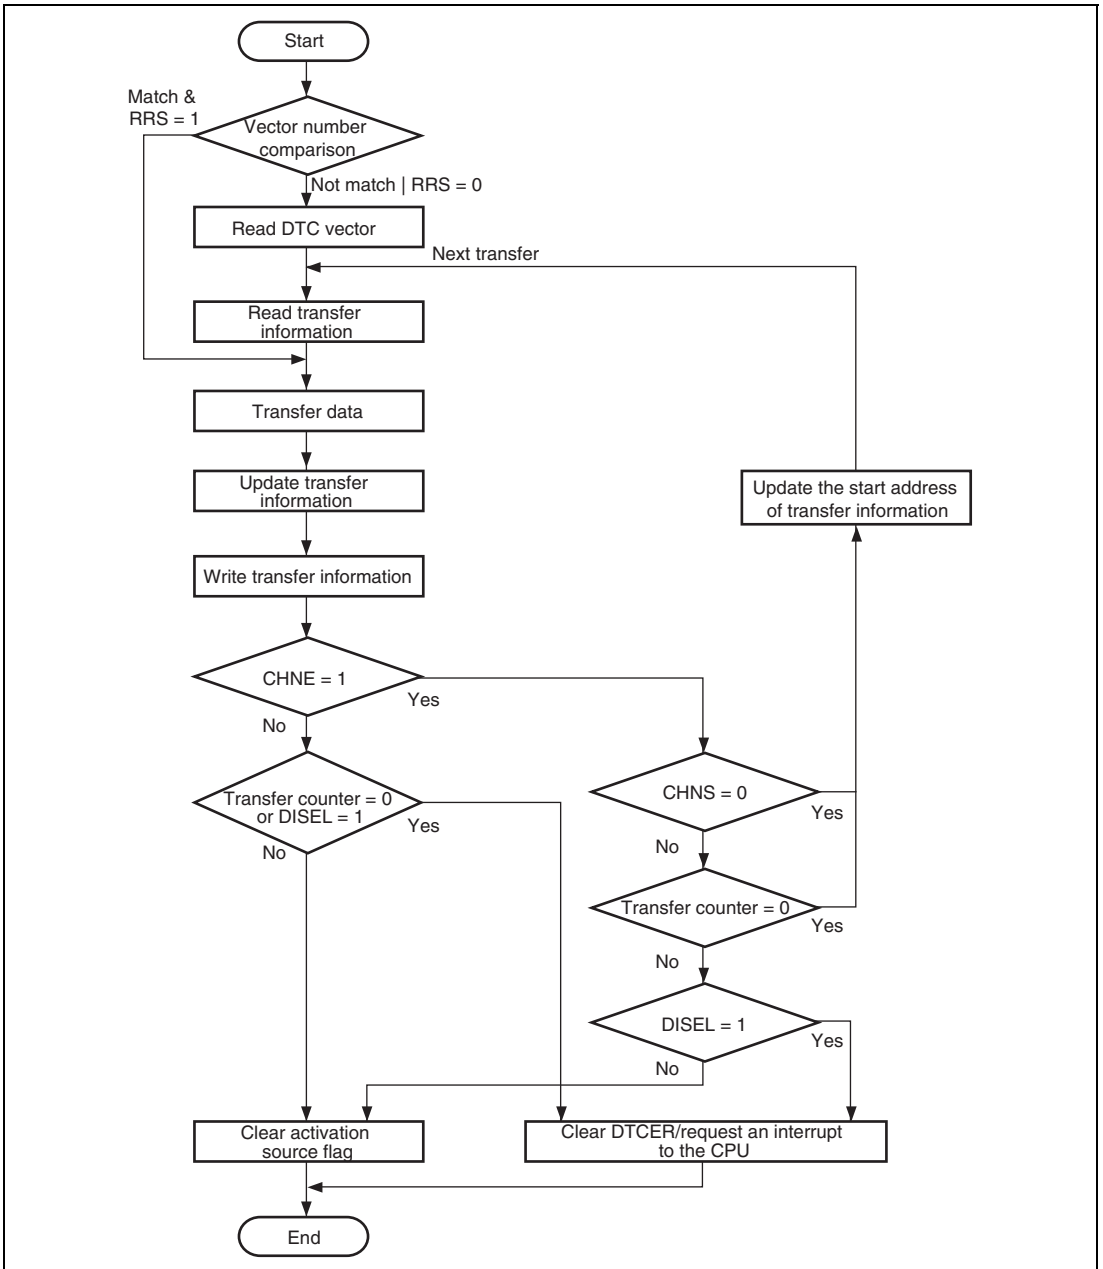 Start
Match &
RRS = 1
Vector number
comparison
Not match | RRS = 0
Read DTC vector
Next transfer
Read transfer
information
Transfer data
Update transfer
information
Update the start address
of transfer information
Write transfer information
CHNE = 1
Yes
No
Transfer counter = 0
or DISEL = 1
Yes
No
CHNS = 0
Yes
No
Transfer counter = 0
Yes
No
DISEL = 1
Yes
No
Clear activation
source flag
Clear DTCER/request an interrupt
to the CPU
End